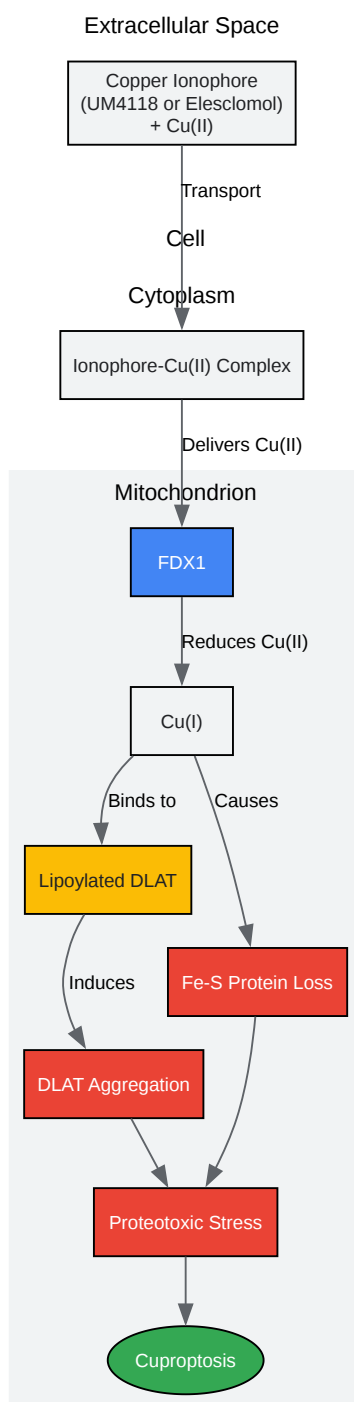 Extracellular Space
Copper Ionophore
(UM4118 or Elesclomol)
+ Cu(II)
Transport
Cell
Cytoplasm
Ionophore-Cu(II) Complex
Delivers Cu(II)
Mitochondrion
FDX1
Reduces Cu(II)
Cu(I)
Binds to
Causes
Lipoylated DLAT
Fe-S Protein Loss
Induces
DLAT Aggregation
Proteotoxic Stress
Cuproptosis